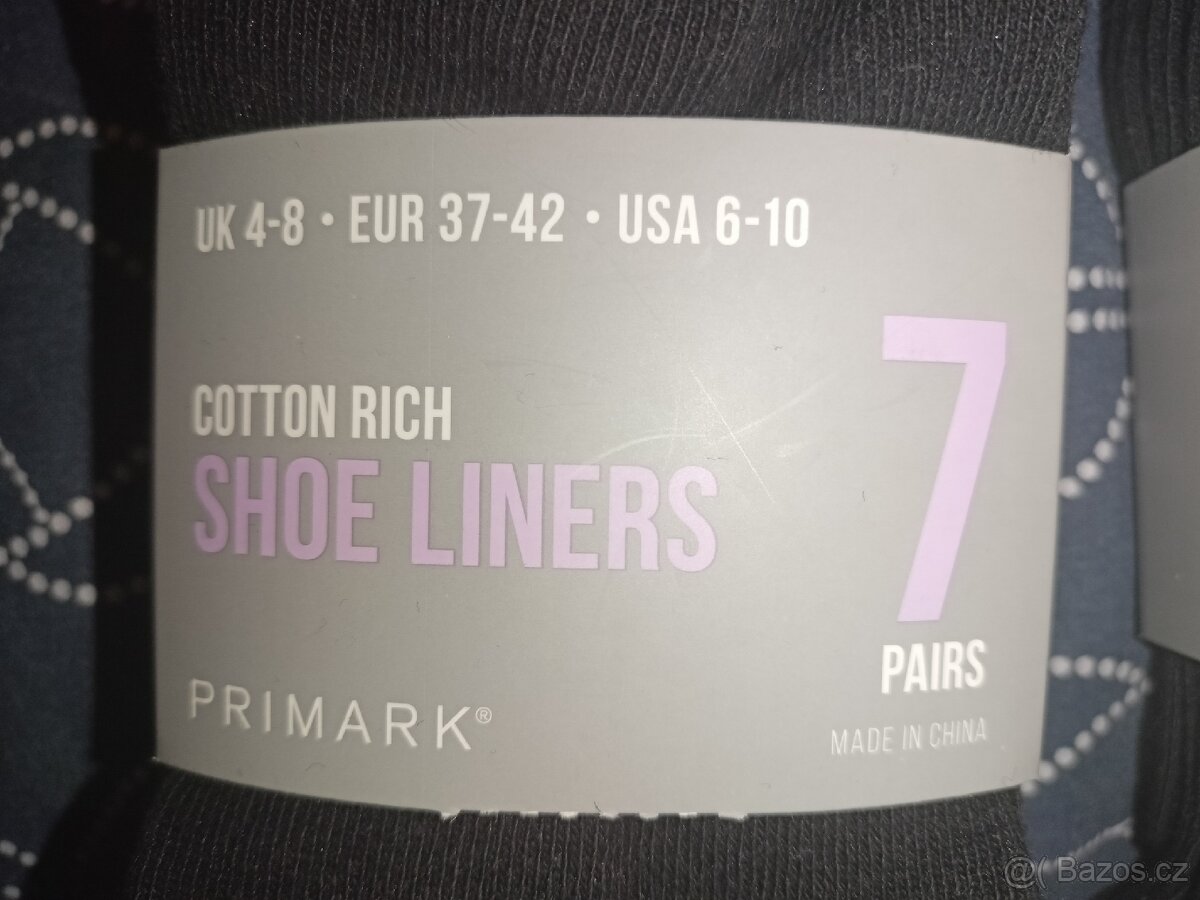 UK 4-8 • EUR 37-42 • USA 6-10
COTTON RICH
SHOE LINERS
7
PAIRS
PRIMARK®
MADE IN CHINA
@( Bazos.cz